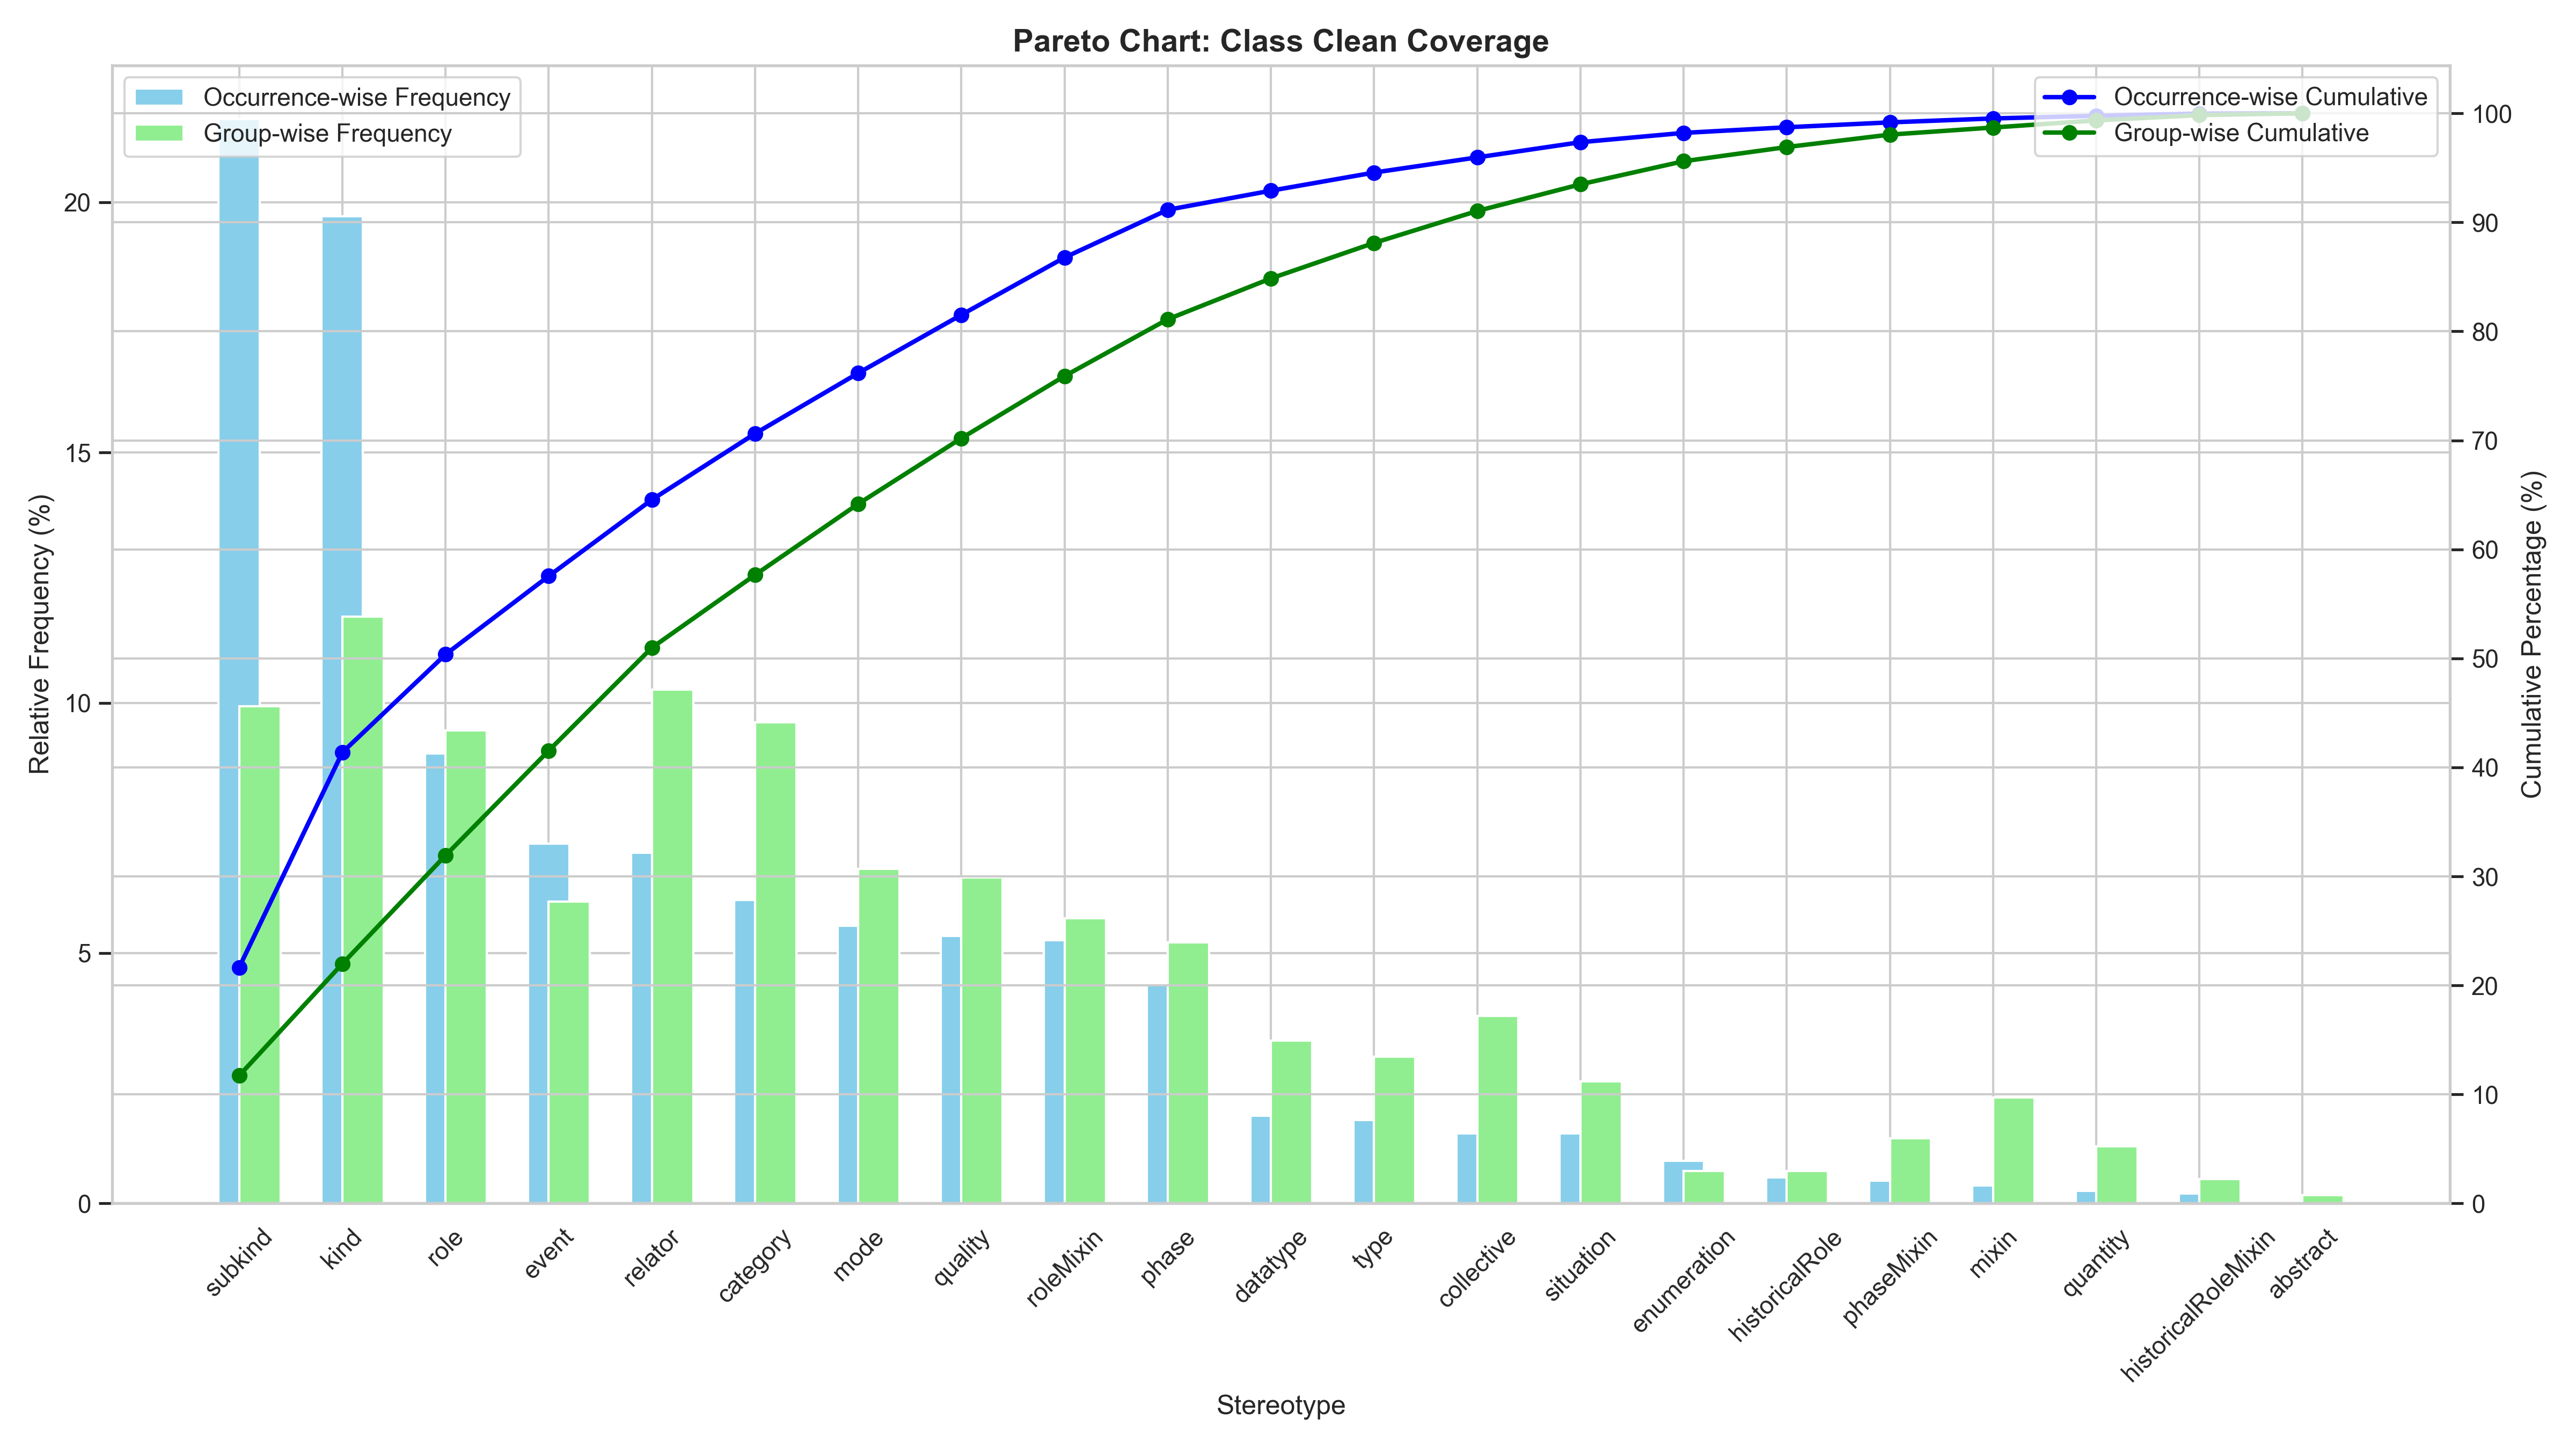 Pareto Chart: Class Clean Coverage
Occurrence-wise Frequency
Group-wise Frequency
Occurrence-wise Cumulative
Group-wise Cumulative
Relative Frequency (%)
20
15
10
5
0
Cumulative Percentage (%)
100
90
80
70
60
50
40
30
20
10
0
subkind
kind
role
event
relator
category
mode
quality
roleMixin
phase
datatype
type
collective
situation
enumeration
historicalRole
phaseMixin
mixin
quantity
historicalRoleMixin
abstract
Stereotype